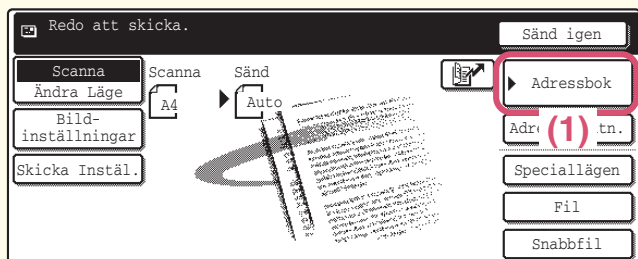 Redo att skicka.
Sänd igen
Scanna
Ändra Läge
Scanna
Sänd
A4
Auto
Adressbok
Bild-
inställningar
(1)
Skicka Instäl.
Speciallägen
Fil
Snabbfil